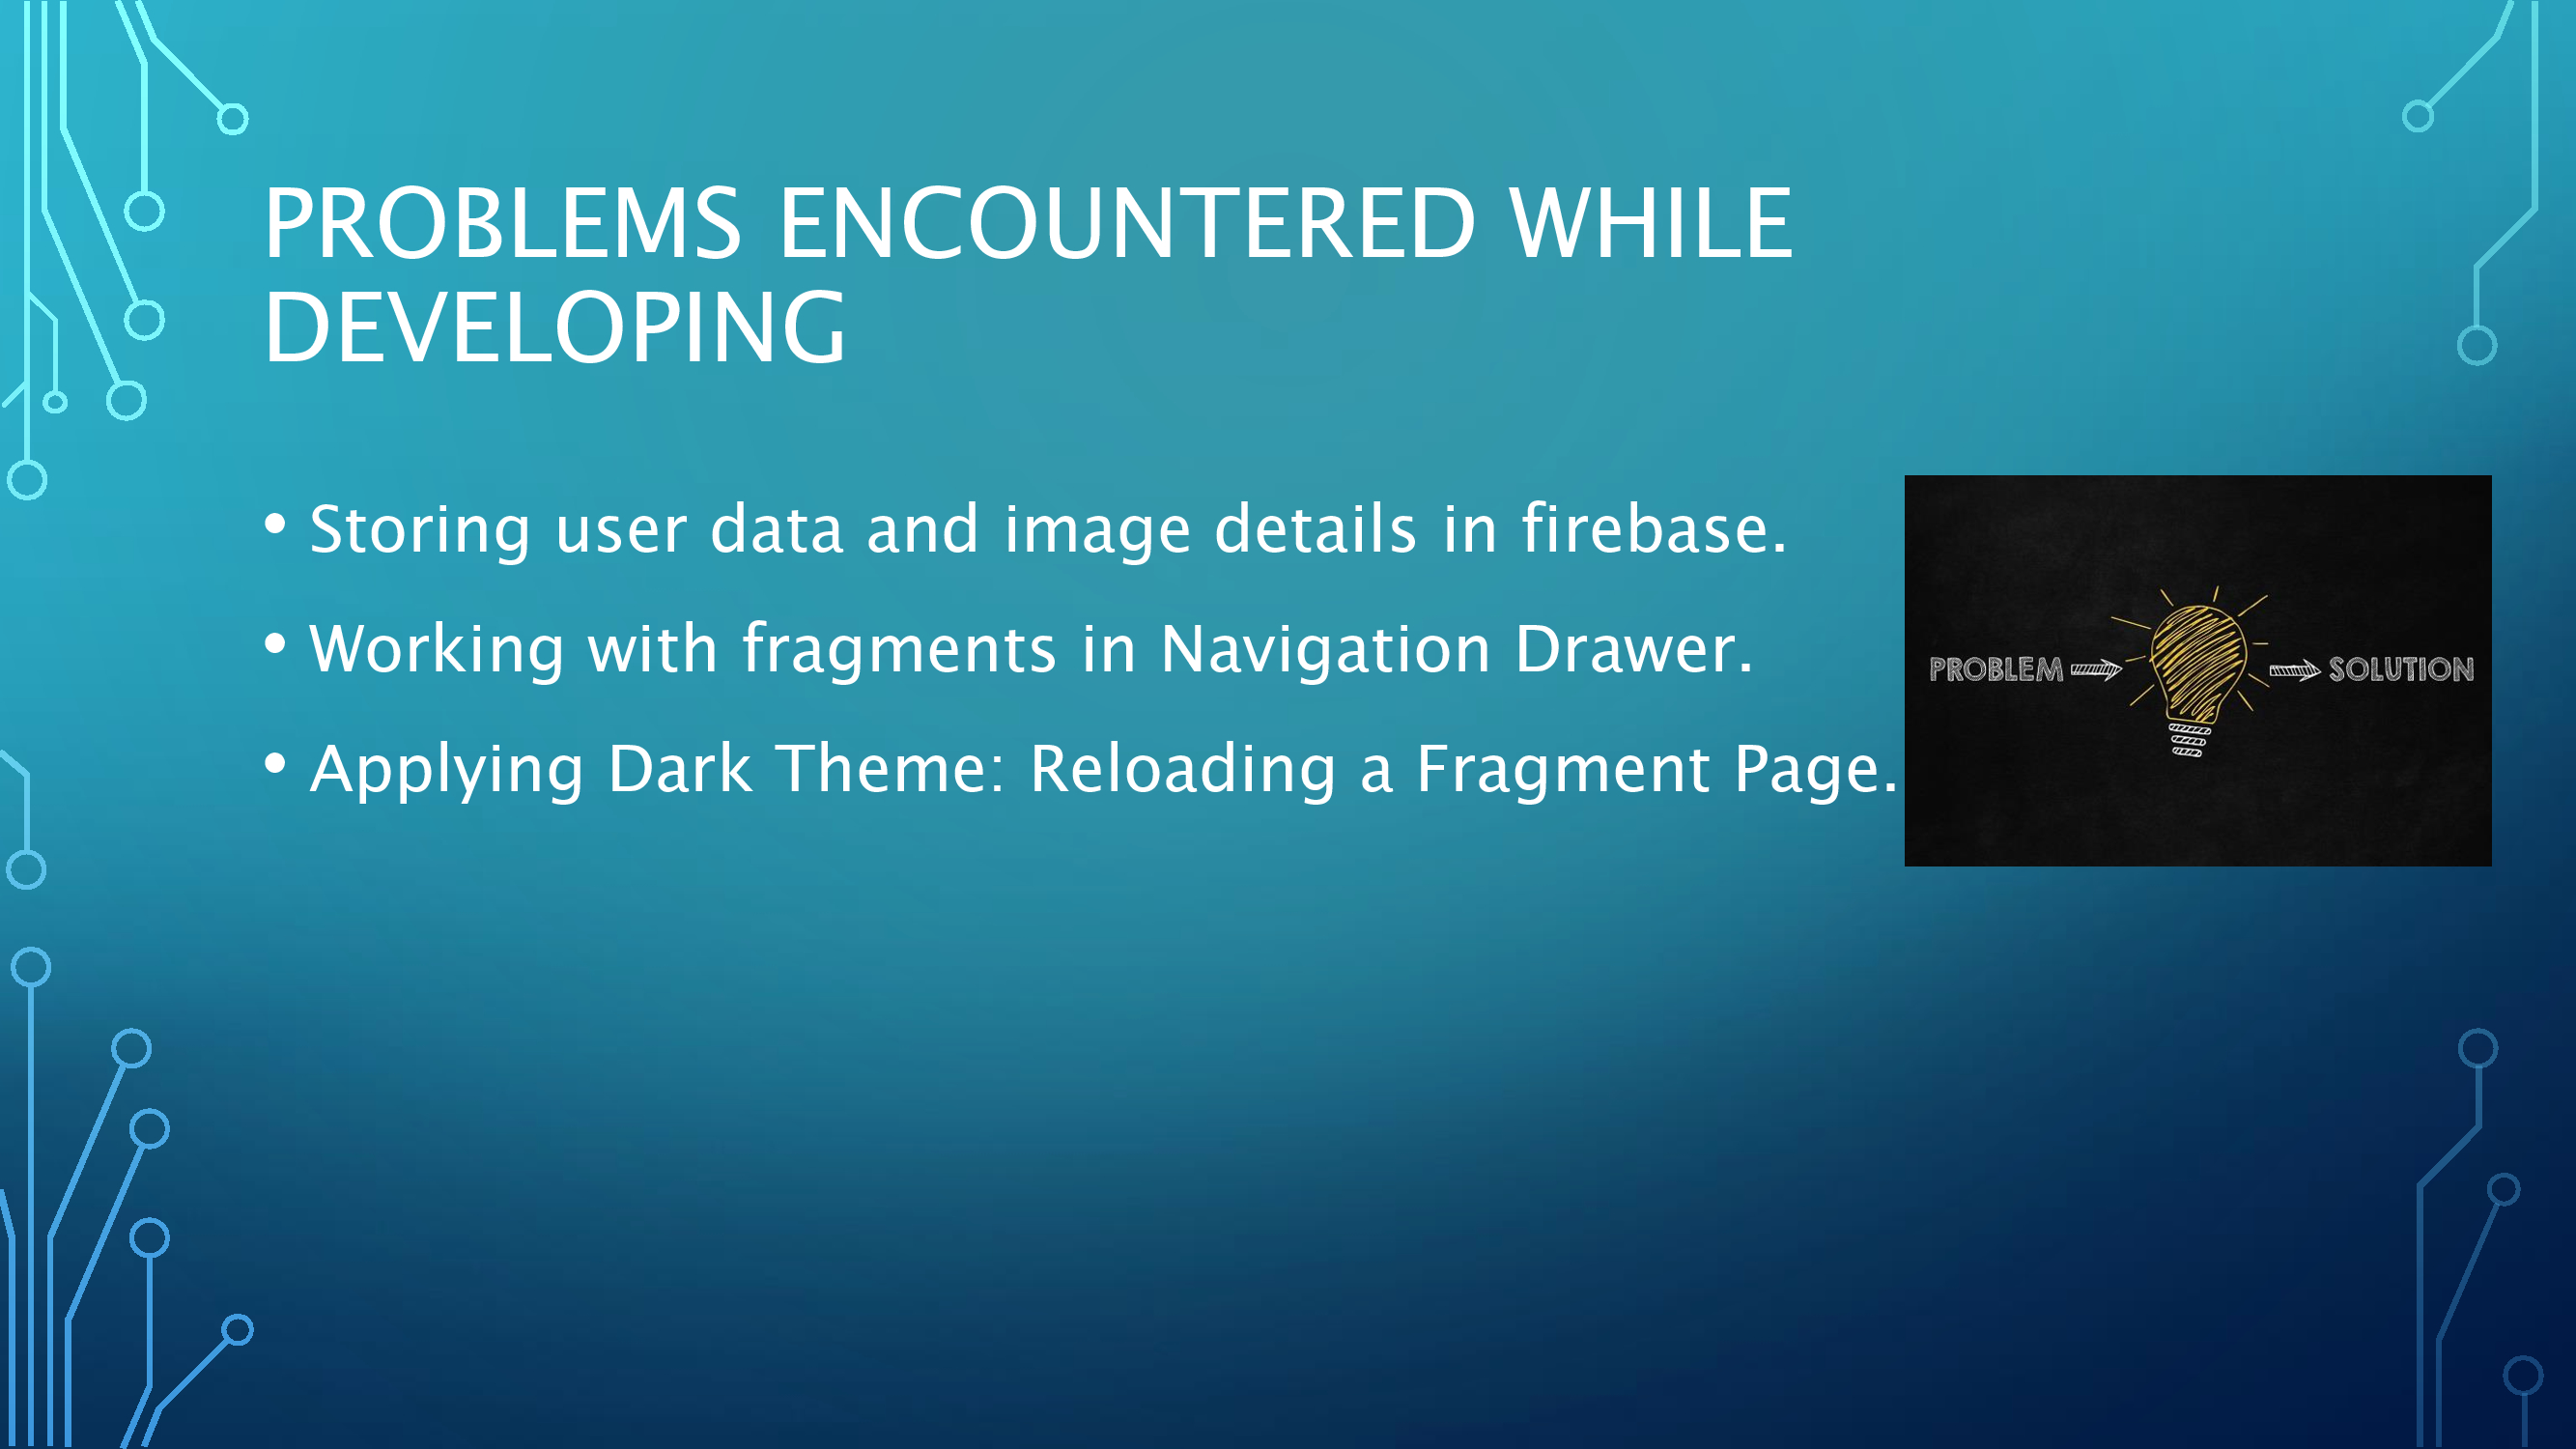 PROBLEMS ENCOUNTERED WHILE
DEVELOPING
• Storing user data and image details in firebase.
• Working with fragments in Navigation Drawer.
• Applying Dark Theme: Reloading a Fragment Page.
PROBLEM SOLUTION